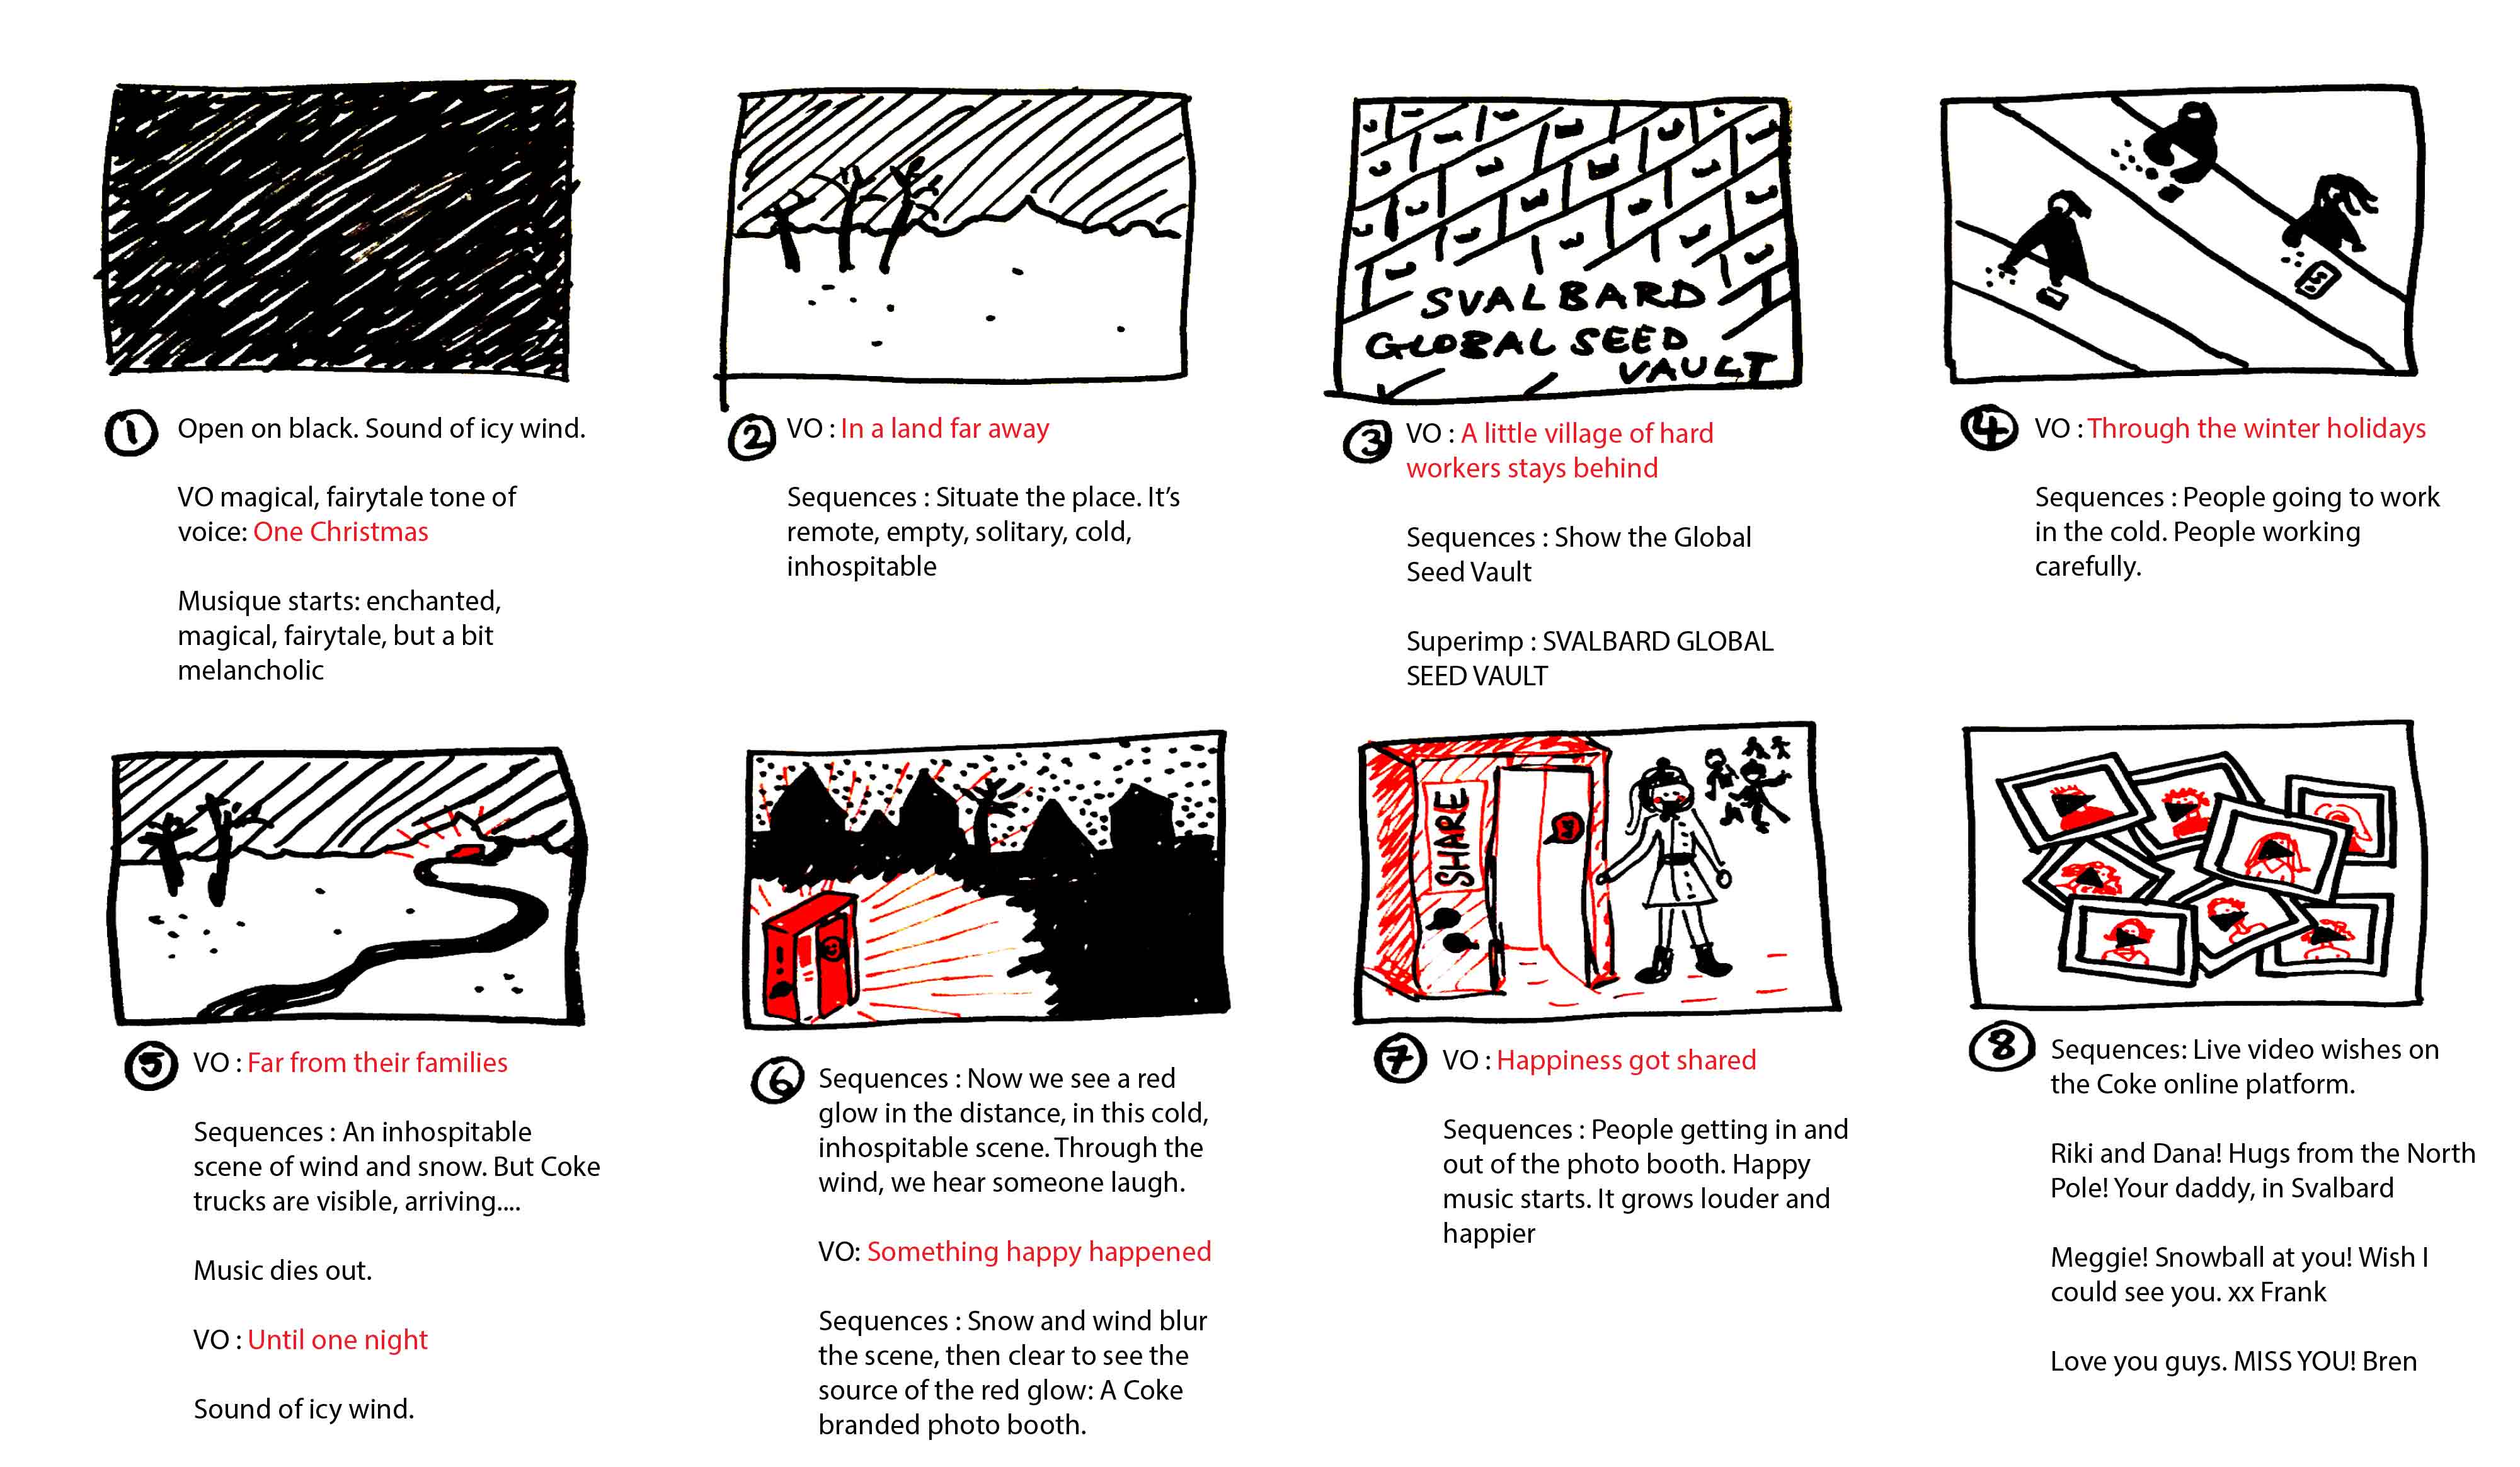 SVALBARD
GLOBAL SEED
VAULT
1
Open on black. Sound of icy wind.
VO magical, fairytale tone of
voice: One Christmas
Musique starts: enchanted,
magical, fairytale, but a bit
melancholic
2
VO : In a land far away
Sequences : Situate the place. It’s
remote, empty, solitary, cold,
inhospitable
3
VO : A little village of hard
workers stays behind
Sequences : Show the Global
Seed Vault
Superimp : SVALBARD GLOBAL
SEED VAULT
4
VO : Through the winter holidays
Sequences : People going to work
in the cold. People working
carefully.
5
VO : Far from their families
Sequences : An inhospitable
scene of wind and snow. But Coke
trucks are visible, arriving....
Music dies out.
VO : Until one night
Sound of icy wind.
6
Sequences : Now we see a red
glow in the distance, in this cold,
inhospitable scene. Through the
wind, we hear someone laugh.
VO: Something happy happened
Sequences : Snow and wind blur
the scene, then clear to see the
source of the red glow: A Coke
branded photo booth.
SHARE
7
VO : Happiness got shared
Sequences : People getting in and
out of the photo booth. Happy
music starts. It grows louder and
happier
8
Sequences: Live video wishes on
the Coke online platform.
Riki and Dana! Hugs from the North
Pole! Your daddy, in Svalbard
Meggie! Snowball at you! Wish I
could see you. xx Frank
Love you guys. MISS YOU! Bren